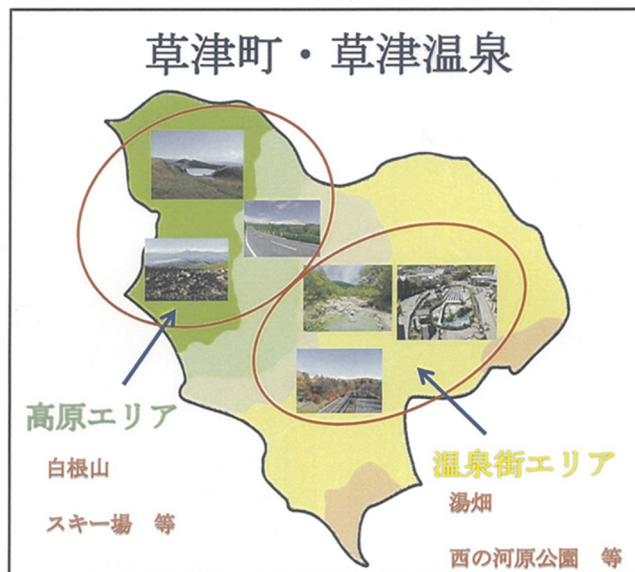 草津町・草津温泉
高原エリア
白根山
スキー場 等
温泉街エリア
湯畑
西の河原公園 等